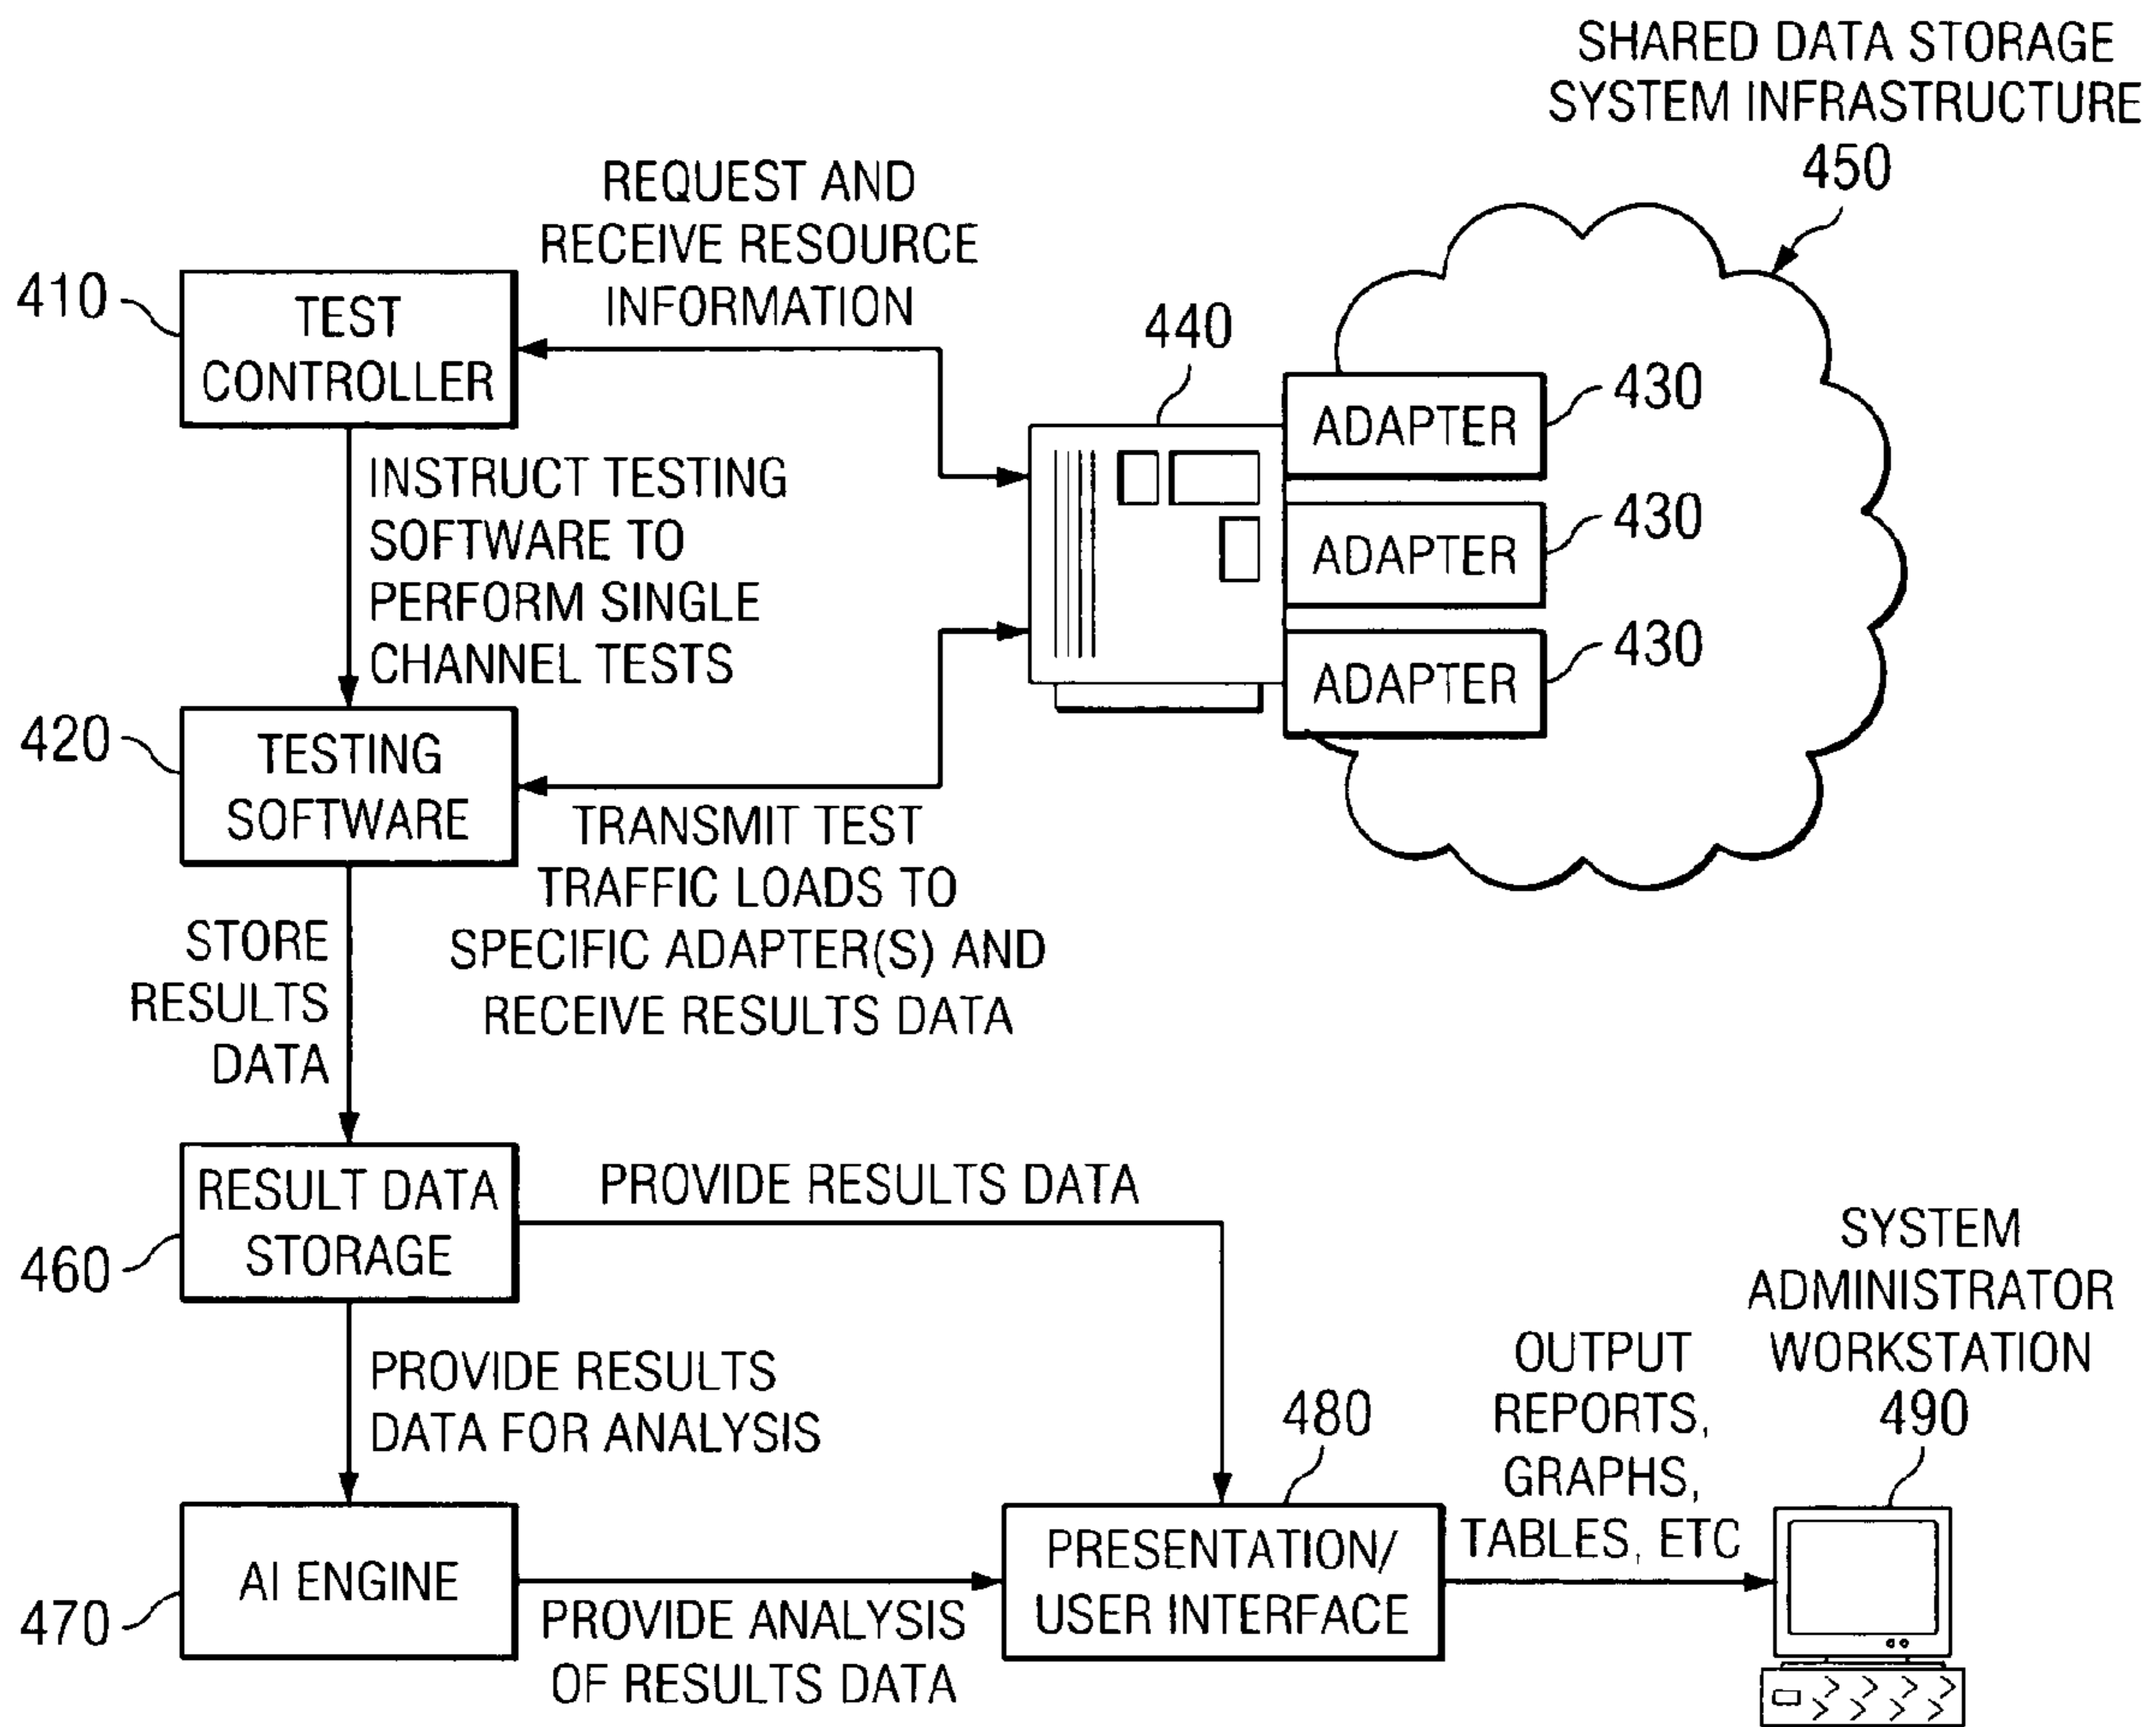 SHARED DATA STORAGE
SYSTEM INFRASTRUCTURE
450
REQUEST AND
RECEIVE RESOURCE
INFORMATION
410
TEST
CONTROLLER
440
ADAPTER
430
ADAPTER
430
ADAPTER
430
INSTRUCT TESTING
SOFTWARE TO
PERFORM SINGLE
CHANNEL TESTS
420
TESTING
SOFTWARE
TRANSMIT TEST
TRAFFIC LOADS TO
SPECIFIC ADAPTER(S) AND
RECEIVE RESULTS DATA
STORE
RESULTS
DATA
460
RESULT DATA
STORAGE
PROVIDE RESULTS DATA
PROVIDE RESULTS
DATA FOR ANALYSIS
470
AI ENGINE
PROVIDE ANALYSIS
OF RESULTS DATA
480
PRESENTATION/
USER INTERFACE
OUTPUT
REPORTS,
GRAPHS,
TABLES, ETC
SYSTEM
ADMINISTRATOR
WORKSTATION
490